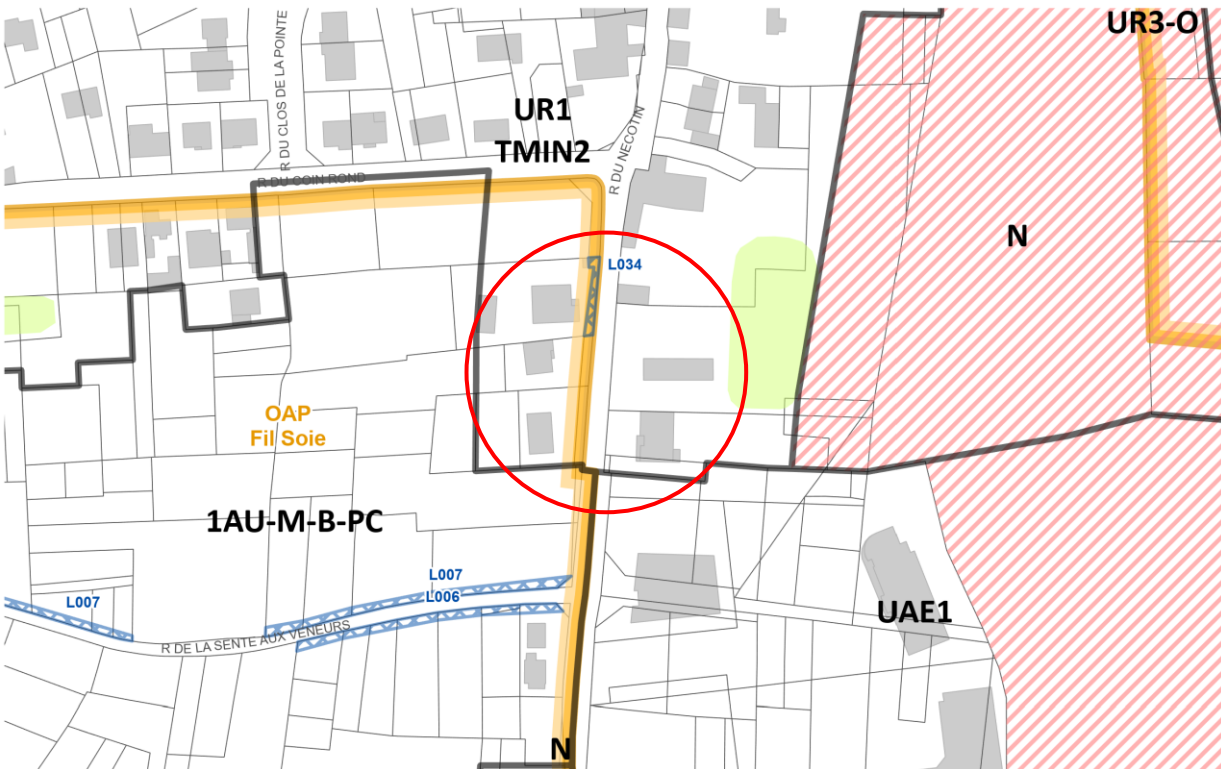 UR3-O
R DU CLOS DE LA POINTE
UR1
TMIN2
R DU NECOTIN
R DU COIN ROND
N
L034
OAP
Fil Soie
1AU-M-B-PC
L007
L007
L006
UAE1
R DE LA SENTE AUX VENEURS
N